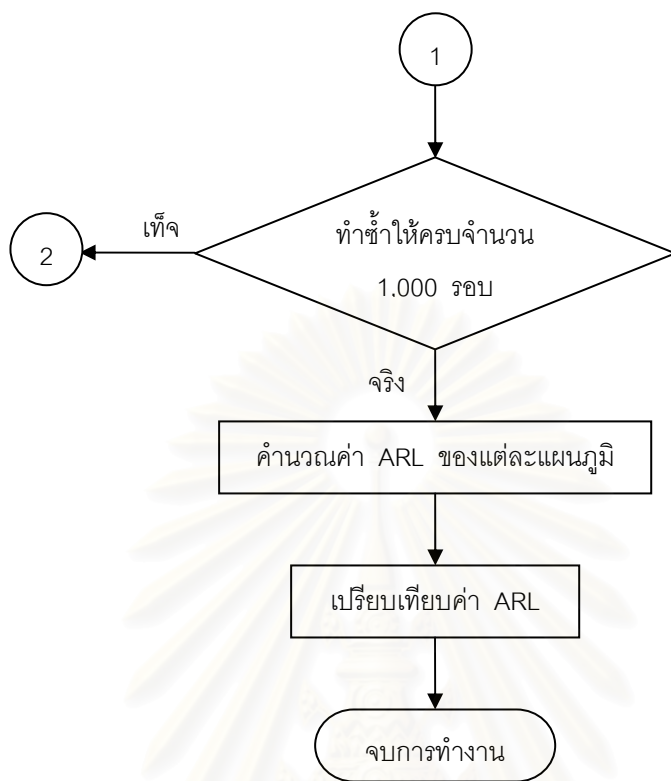 1
เท็จ
2
ทำซ้ำให้ครบจำนวน
1,000 รอบ
จริง
คำนวณค่า ARL ของแต่ละแผนภูมิ
เปรียบเทียบค่า ARL
จบการทำงาน